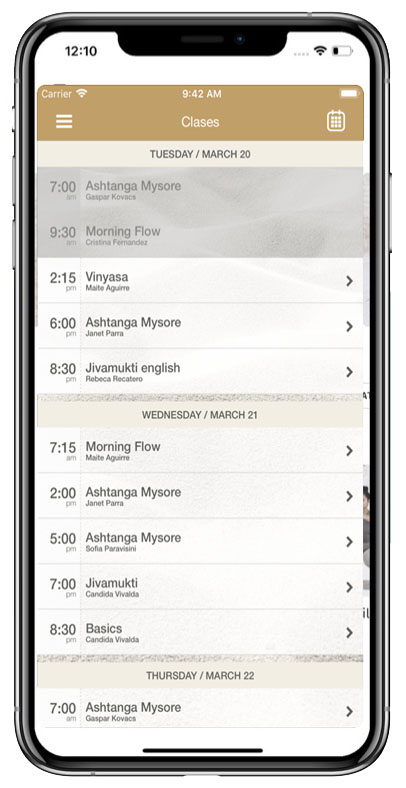 12:10
Carrier 9:42 AM
Clases
TUESDAY / MARCH 20
7:00 Ashtanga Mysore
am Gaspar Kovacs
9:30 Morning Flow
am Cristina Fernandez
2:15 Vinyasa
pm Maite Aguirre
6:00 Ashtanga Mysore
pm Janet Parra
8:30 Jivamukti english
pm Rebeca Recatero
WEDNESDAY / MARCH 21
7:15 Morning Flow
am Maite Aguirre
2:00 Ashtanga Mysore
pm Janet Parra
5:00 Ashtanga Mysore
pm Sofia Paravisini
7:00 Jivamukti
pm Candida Vivalda
8:30 Basics
pm Candida Vivalda
THURSDAY / MARCH 22
7:00 Ashtanga Mysore
am Gaspar Kovacs